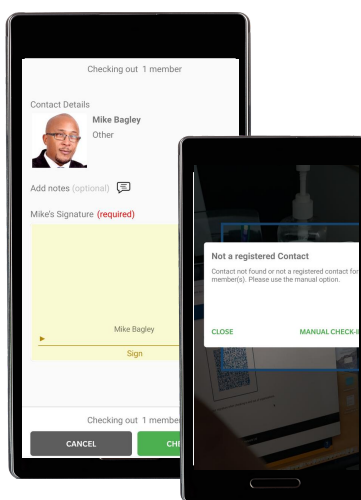 Checking out 1 member
Contact Details
Mike Bagley
Other
Add notes (optional)
Mike's Signature (required)
Mike Bagley
Sign
Checking out 1 membe
CANCEL
CHE
Not a registered Contact
Contact not found or not a registered contact for
member(s). Please use the manual option.
CLOSE
MANUAL CHECK-I